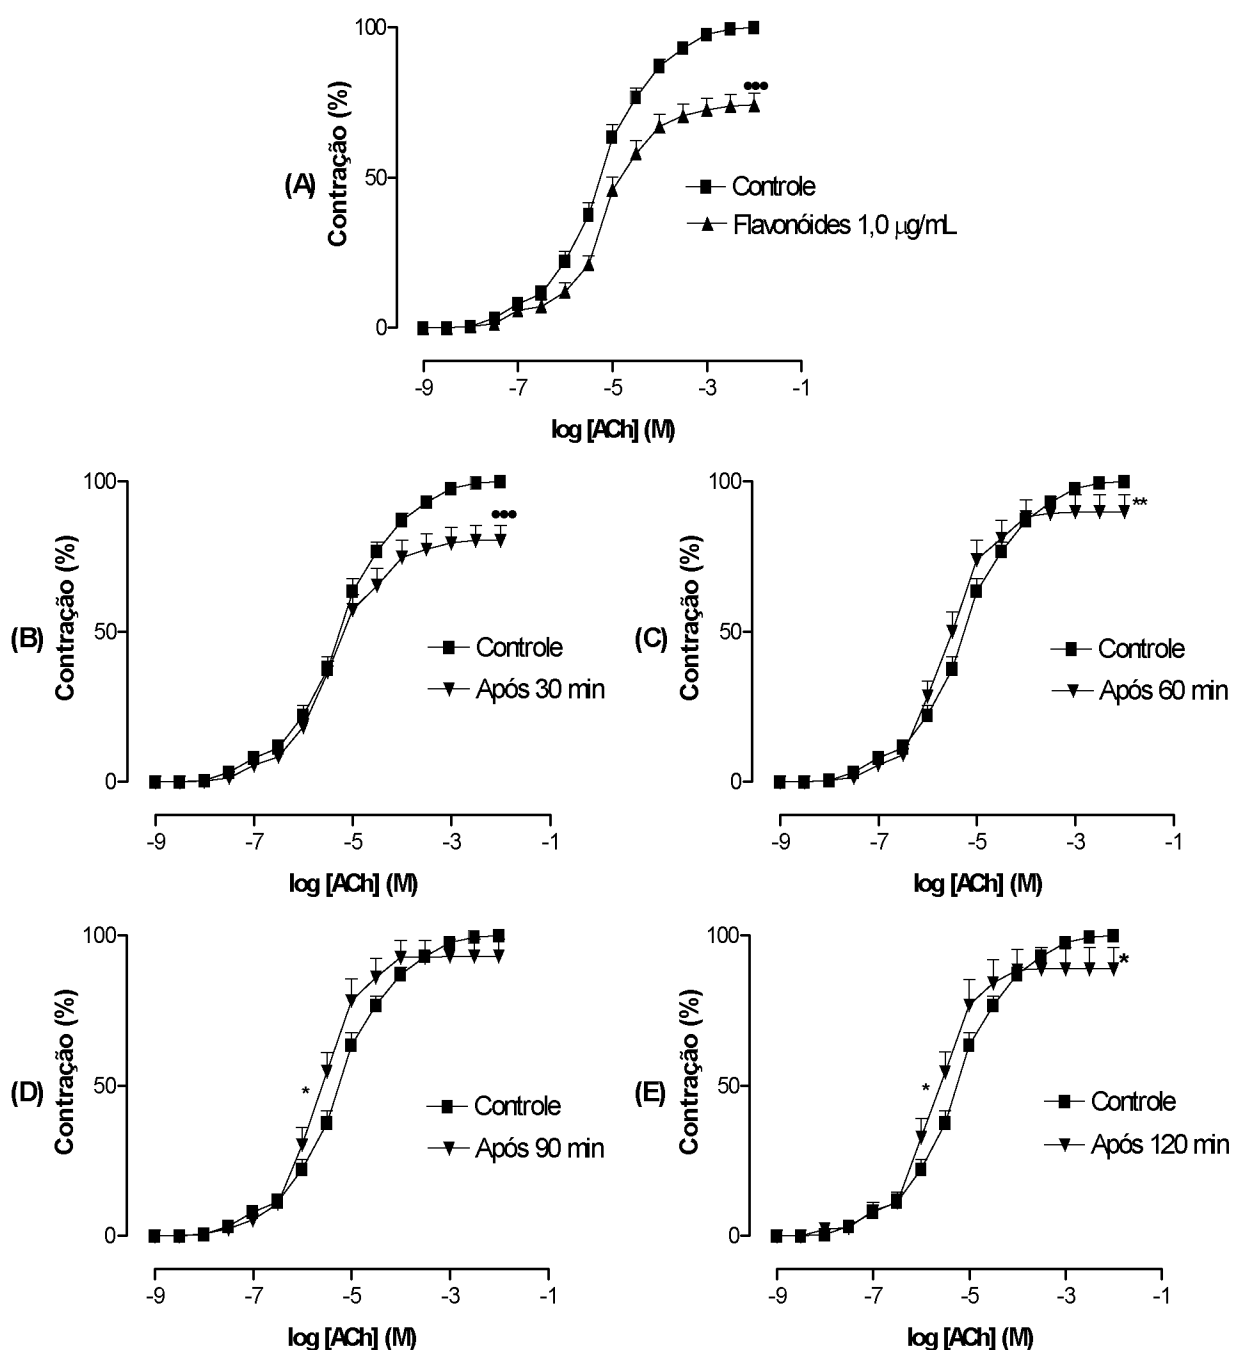 (A)
Contração (%)
100
50
0
●●●
Controle
Flavonóides 1,0 µg/mL
-9 -7 -5 -3 -1
log [ACh] (M)
(B)
Contração (%)
100
50
0
●●●
Controle
Após 30 min
-9 -7 -5 -3 -1
log [ACh] (M)
(C)
Contração (%)
100
50
0
**
Controle
Após 60 min
-9 -7 -5 -3 -1
log [ACh] (M)
(D)
Contração (%)
100
50
0
*
Controle
Após 90 min
-9 -7 -5 -3 -1
log [ACh] (M)
(E)
Contração (%)
100
50
0
*
*
Controle
Após 120 min
-9 -7 -5 -3 -1
log [ACh] (M)